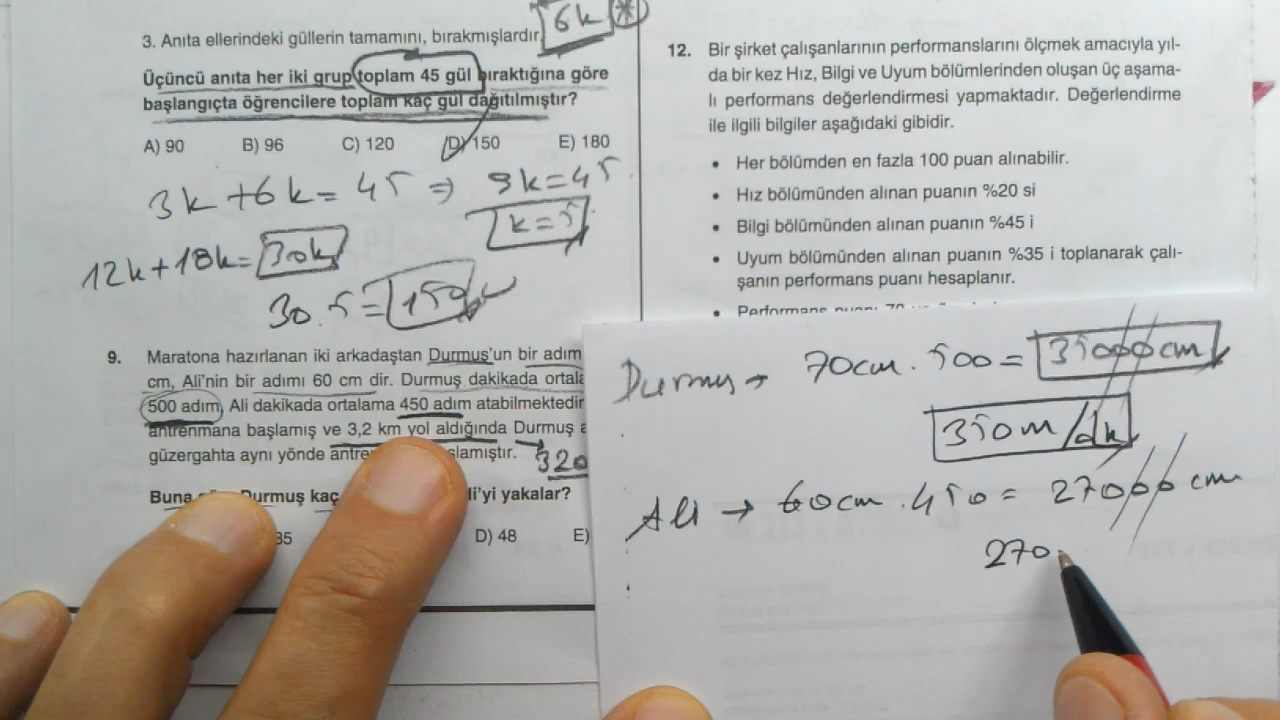 6k *
3. Anıta ellerindeki güllerin tamamını, bırakmışlardır.
Üçüncü anıta her iki grup toplam 45 gül bıraktığına göre
başlangıçta öğrencilere toplam kaç gül dağıtılmıştır?
A) 90 B) 96 C) 120 D) 150 E) 180
3k+6k=45 ⇒ 9k=45
k=5
12k+18k=30k
30.5=150
9. Maratona hazırlanan iki arkadaştan Durmuş'un bir adım
cm, Ali'nin bir adımı 60 cm dir. Durmuş dakikada
500 adım, Ali dakikada ortalama 450 adım
antrenmana başlamış ve 3,2 km yol aldığında Durmuş
güzergahta aynı yönde
320
Buna Durmuş kaç yakalar?
D) 48 E)
12. Bir şirket çalışanlarının performanslarını ölçmek amacıyla yıl-
da bir kez Hız, Bilgi ve Uyum bölümlerinden oluşan üç aşama-
lı performans değerlendirmesi yapmaktadır. Değerlendirme
ile ilgili bilgiler aşağıdaki gibidir.
• Her bölümden en fazla 100 puan alınabilir.
• Hız bölümünden alınan puanın %20 si
• Bilgi bölümünden alınan puanın %45 i
• Uyum bölümünden alınan puanın %35 i toplanarak çalı-
şanın performans puanı hesaplanır.
• Performans puanı 70
Durmuş → 70cm . 500 = 35000cm
350m/dk
Ali → 60cm . 450 = 27000 cm
270